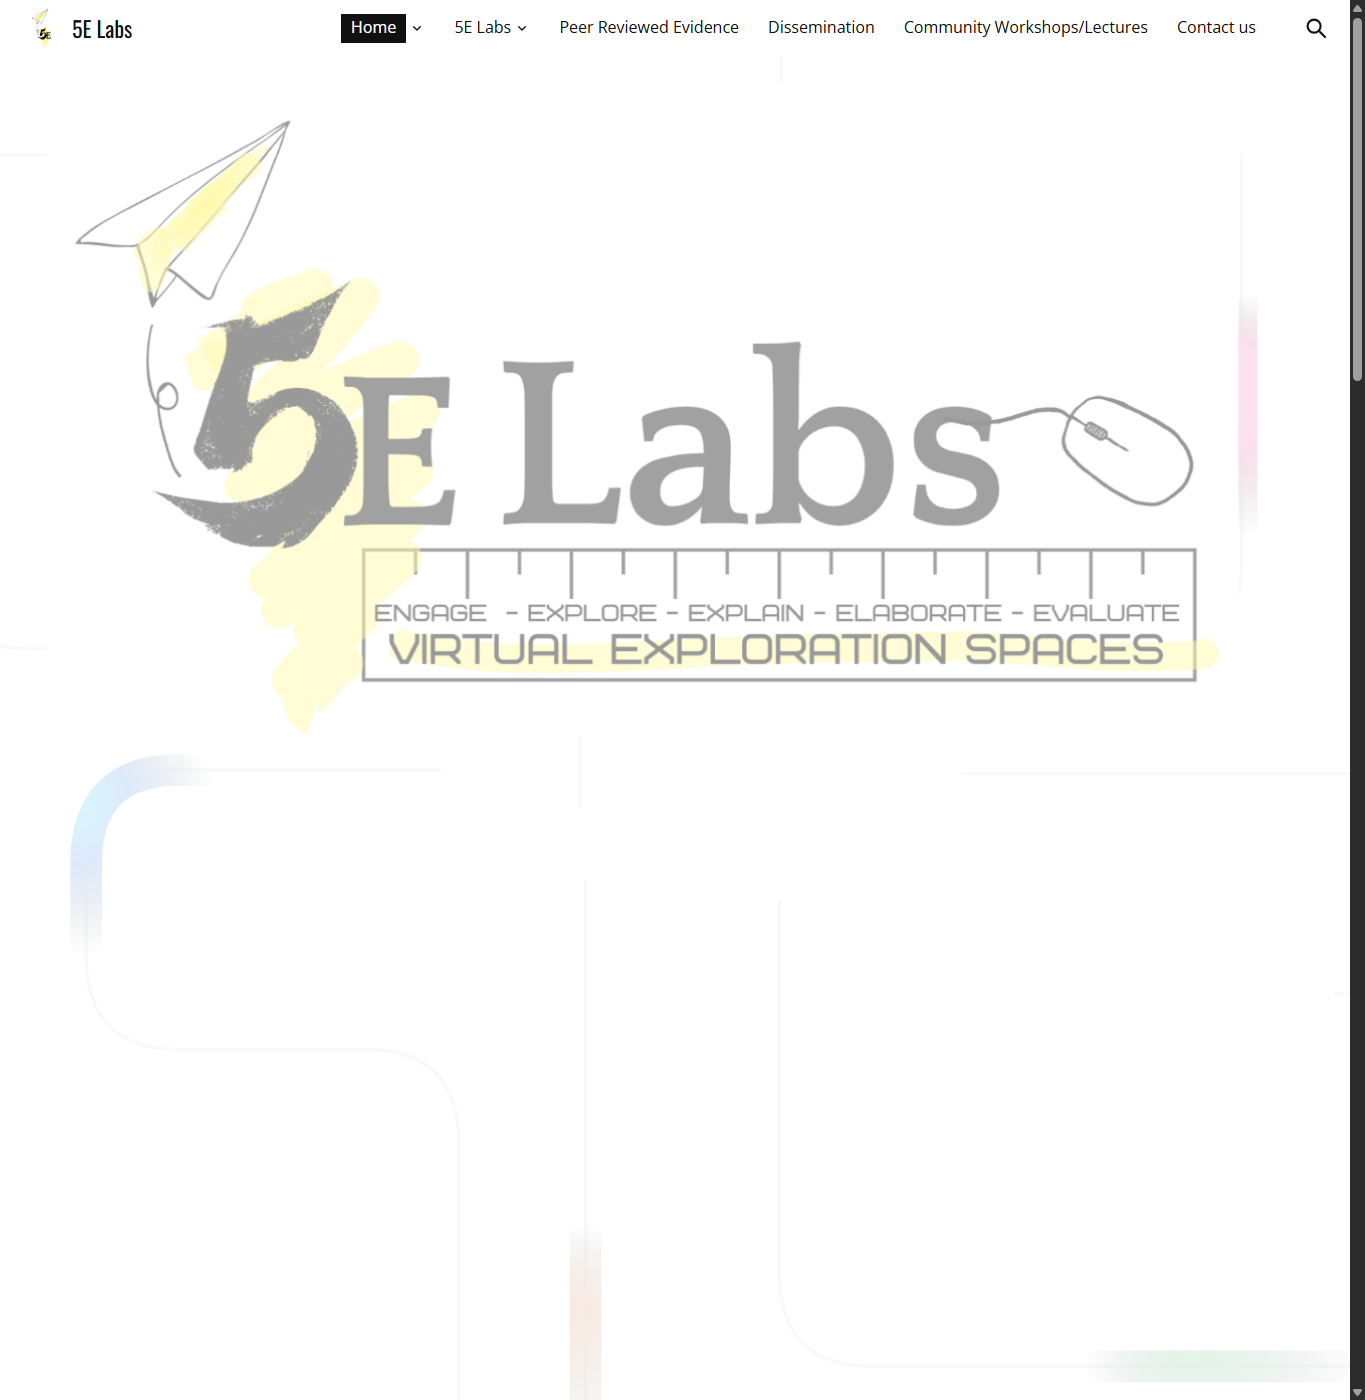 5E Labs
Home
5E Labs
Peer Reviewed Evidence
Dissemination
Community Workshops/Lectures
Contact us
5E Labs
ENGAGE - EXPLORE - EXPLAIN - ELABORATE - EVALUATE
VIRTUAL EXPLORATION SPACES